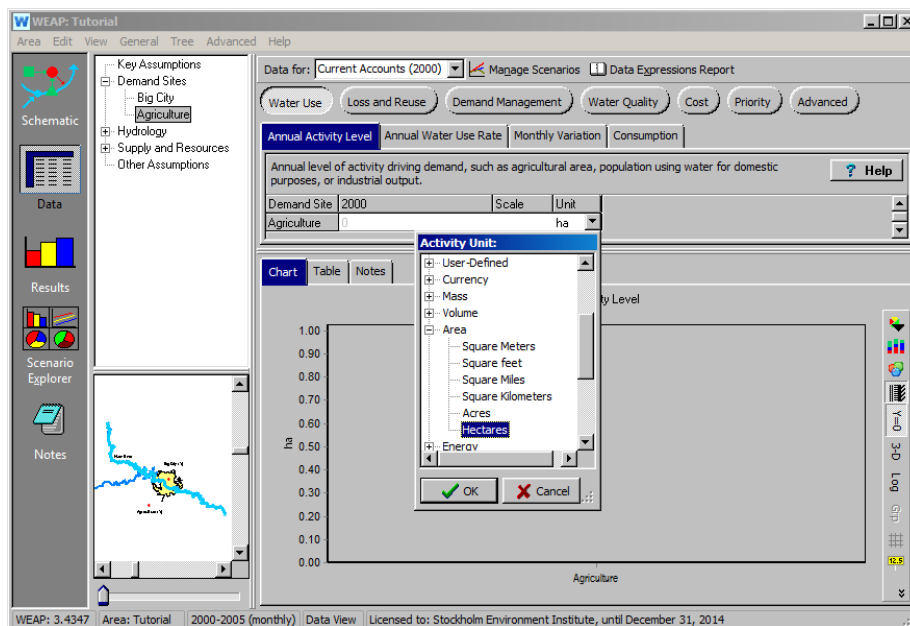 WEAP: Tutorial
Area Edit View General Tree Advanced Help
Schematic
Data
Results
Scenario
Explorer
Notes
Key Assumptions
Demand Sites
Big City
Agriculture
Hydrology
Supply and Resources
Other Assumptions
Data for: Current Accounts (2000) Manage Scenarios Data Expressions Report
Water Use Loss and Reuse Demand Management Water Quality Cost Priority Advanced
Annual Activity Level Annual Water Use Rate Monthly Variation Consumption
Annual level of activity driving demand, such as agricultural area, population using water for domestic
purposes, or industrial output.
? Help
Demand Site 2000 Scale Unit
Agriculture 0 ha
Activity Unit:
User-Defined
Currency
Mass
Volume
Area
Square Meters
Square feet
Square Miles
Square Kilometers
Acres
Hectares
Energy
OK Cancel
Chart Table Notes
ty Level
1.00
0.90
0.80
0.70
0.60
0.50
0.40
0.30
0.20
0.10
0.00
ha
Agriculture
Y=0
3-D
Log
Grp
12.5
WEAP: 3.4347 Area: Tutorial 2000-2005 (monthly) Data View Licensed to: Stockholm Environment Institute, until December 31, 2014